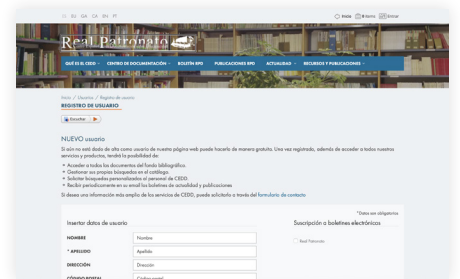 ES EU GA CA EN PT
Inicio 0 items Entrar
Real Patronato
QUÉ ES EL CEDD CENTRO DE DOCUMENTACIÓN BOLETÍN RPD PUBLICACIONES RPD ACTUALIDAD RECURSOS Y PUBLICACIONES
Inicio / Usuarios / Registro de usuario
REGISTRO DE USUARIO
Escuchar
NUEVO usuario
Si aún no está dado de alta como usuario de nuestra página web puede hacerlo de manera gratuita. Una vez registrado, además de acceder a todos nuestros
servicios y productos, tendrá la posibilidad de:
Acceder a todos los documentos del fondo bibliográfico.
Gestionar sus propias búsquedas en el catálogo.
Solicitar búsquedas personalizadas al personal de CEDD.
Recibir periódicamente en su email los boletines de actualidad y publicaciones
Si desea una información más amplia de los servicios de CEDD, puede solicitarla a través del formulario de contacto
*Datos son obligatorios
Insertar datos de usuario
Suscripción a boletines electrónicos
NOMBRE Nombre
Real Patronato
* APELLIDO Apellido
DIRECCIÓN Dirección
CÓDIGO POSTAL Código postal